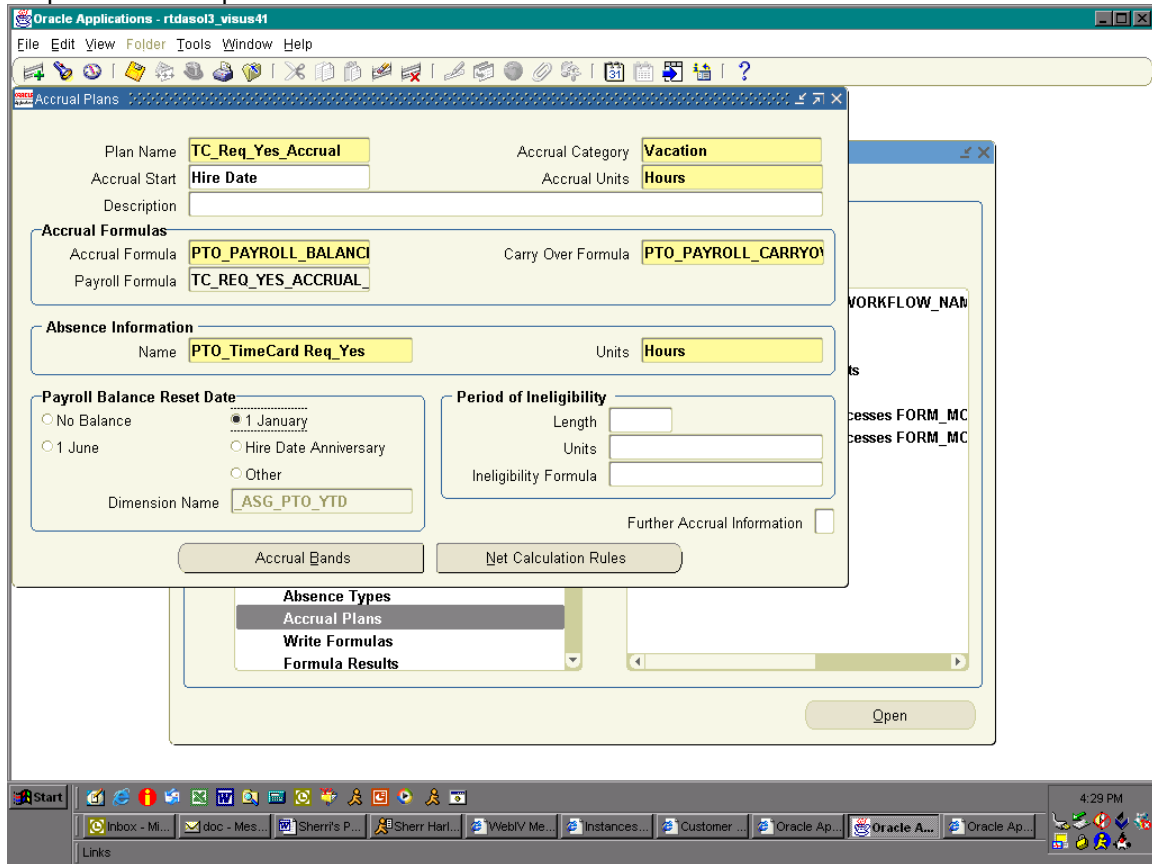 Oracle Applications - rtdasol3_visus41
File Edit View Folder Tools Window Help
Accrual Plans
Plan Name TC_Req_Yes_Accrual Accrual Category Vacation
Accrual Start Hire Date Accrual Units Hours
Description
Accrual Formulas
Accrual Formula PTO_PAYROLL_BALANC Carry Over Formula PTO_PAYROLL_CARRYO
Payroll Formula TC_REQ_YES_ACCRUAL_
WORKFLOW_NAM
Absence Information
Name PTO_TimeCard Req_Yes Units Hours
ts
Payroll Balance Reset Date Period of Ineligibility
No Balance 1 January Length
cesses FORM_MC
1 June Hire Date Anniversary Units
cesses FORM_MC
Other Ineligibility Formula
Dimension Name _ASG_PTO_YTD
Further Accrual Information
Accrual Bands Net Calculation Rules
Absence Types
Accrual Plans
Write Formulas
Formula Results
Open
Start 4:29 PM
Inbox - Mi... doc - Mes... Sherri's P... Sherr Harl... WebIV Me... Instances... Customer ... Oracle Ap... Oracle A... Oracle Ap...
Links